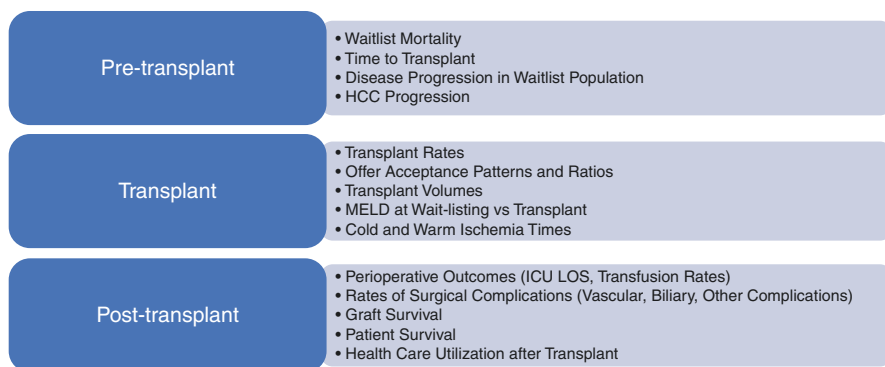 Pre-transplant
• Waitlist Mortality
• Time to Transplant
• Disease Progression in Waitlist Population
• HCC Progression
Transplant
• Transplant Rates
• Offer Acceptance Patterns and Ratios
• Transplant Volumes
• MELD at Wait-listing vs Transplant
• Cold and Warm Ischemia Times
Post-transplant
• Perioperative Outcomes (ICU LOS, Transfusion Rates)
• Rates of Surgical Complications (Vascular, Biliary, Other Complications)
• Graft Survival
• Patient Survival
• Health Care Utilization after Transplant